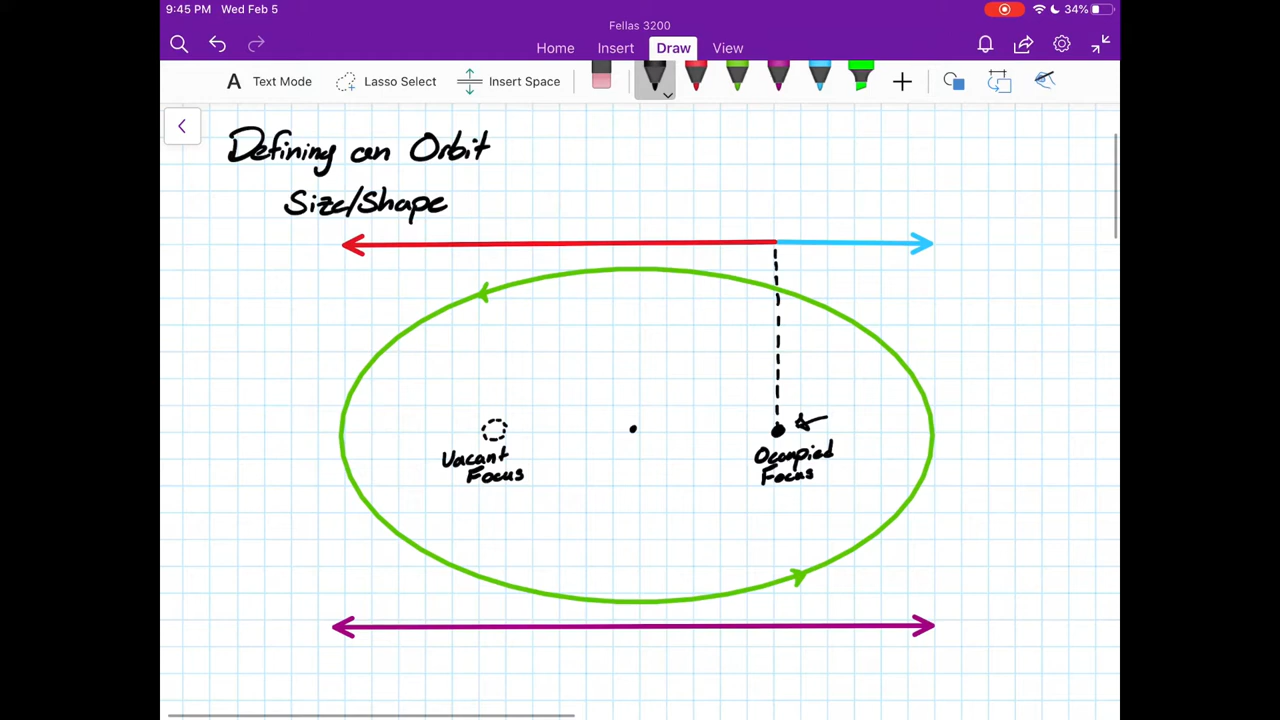 9:45 PM Wed Feb 5
34%
Fellas 3200
Home Insert Draw View
A Text Mode Lasso Select Insert Space
Defining an Orbit
Size/Shape
Vacant
Focus
Occupied
Focus